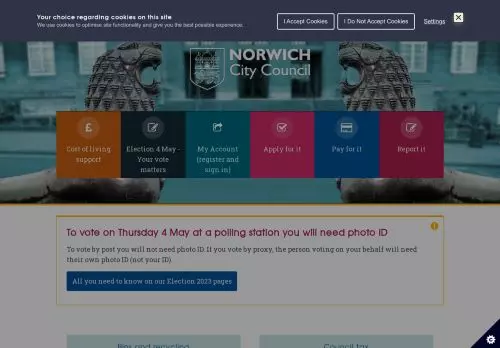 Your choice regarding cookies on this site
We use cookies to optimise site functionality and give you the best possible experience.
I Accept Cookies
I Do Not Accept Cookies
Settings
NORWICH
City Council
Cost of living
support
Election 4 May -
Your vote
matters
My Account
(register and
sign in)
Apply for it
Pay for it
Report it
To vote on Thursday 4 May at a polling station you will need photo ID
To vote by post you will not need photo ID. If you vote by proxy, the person voting on your behalf will need
their own photo ID (not your ID).
All you need to know on our Election 2023 pages
Bins and recycling
Council tax